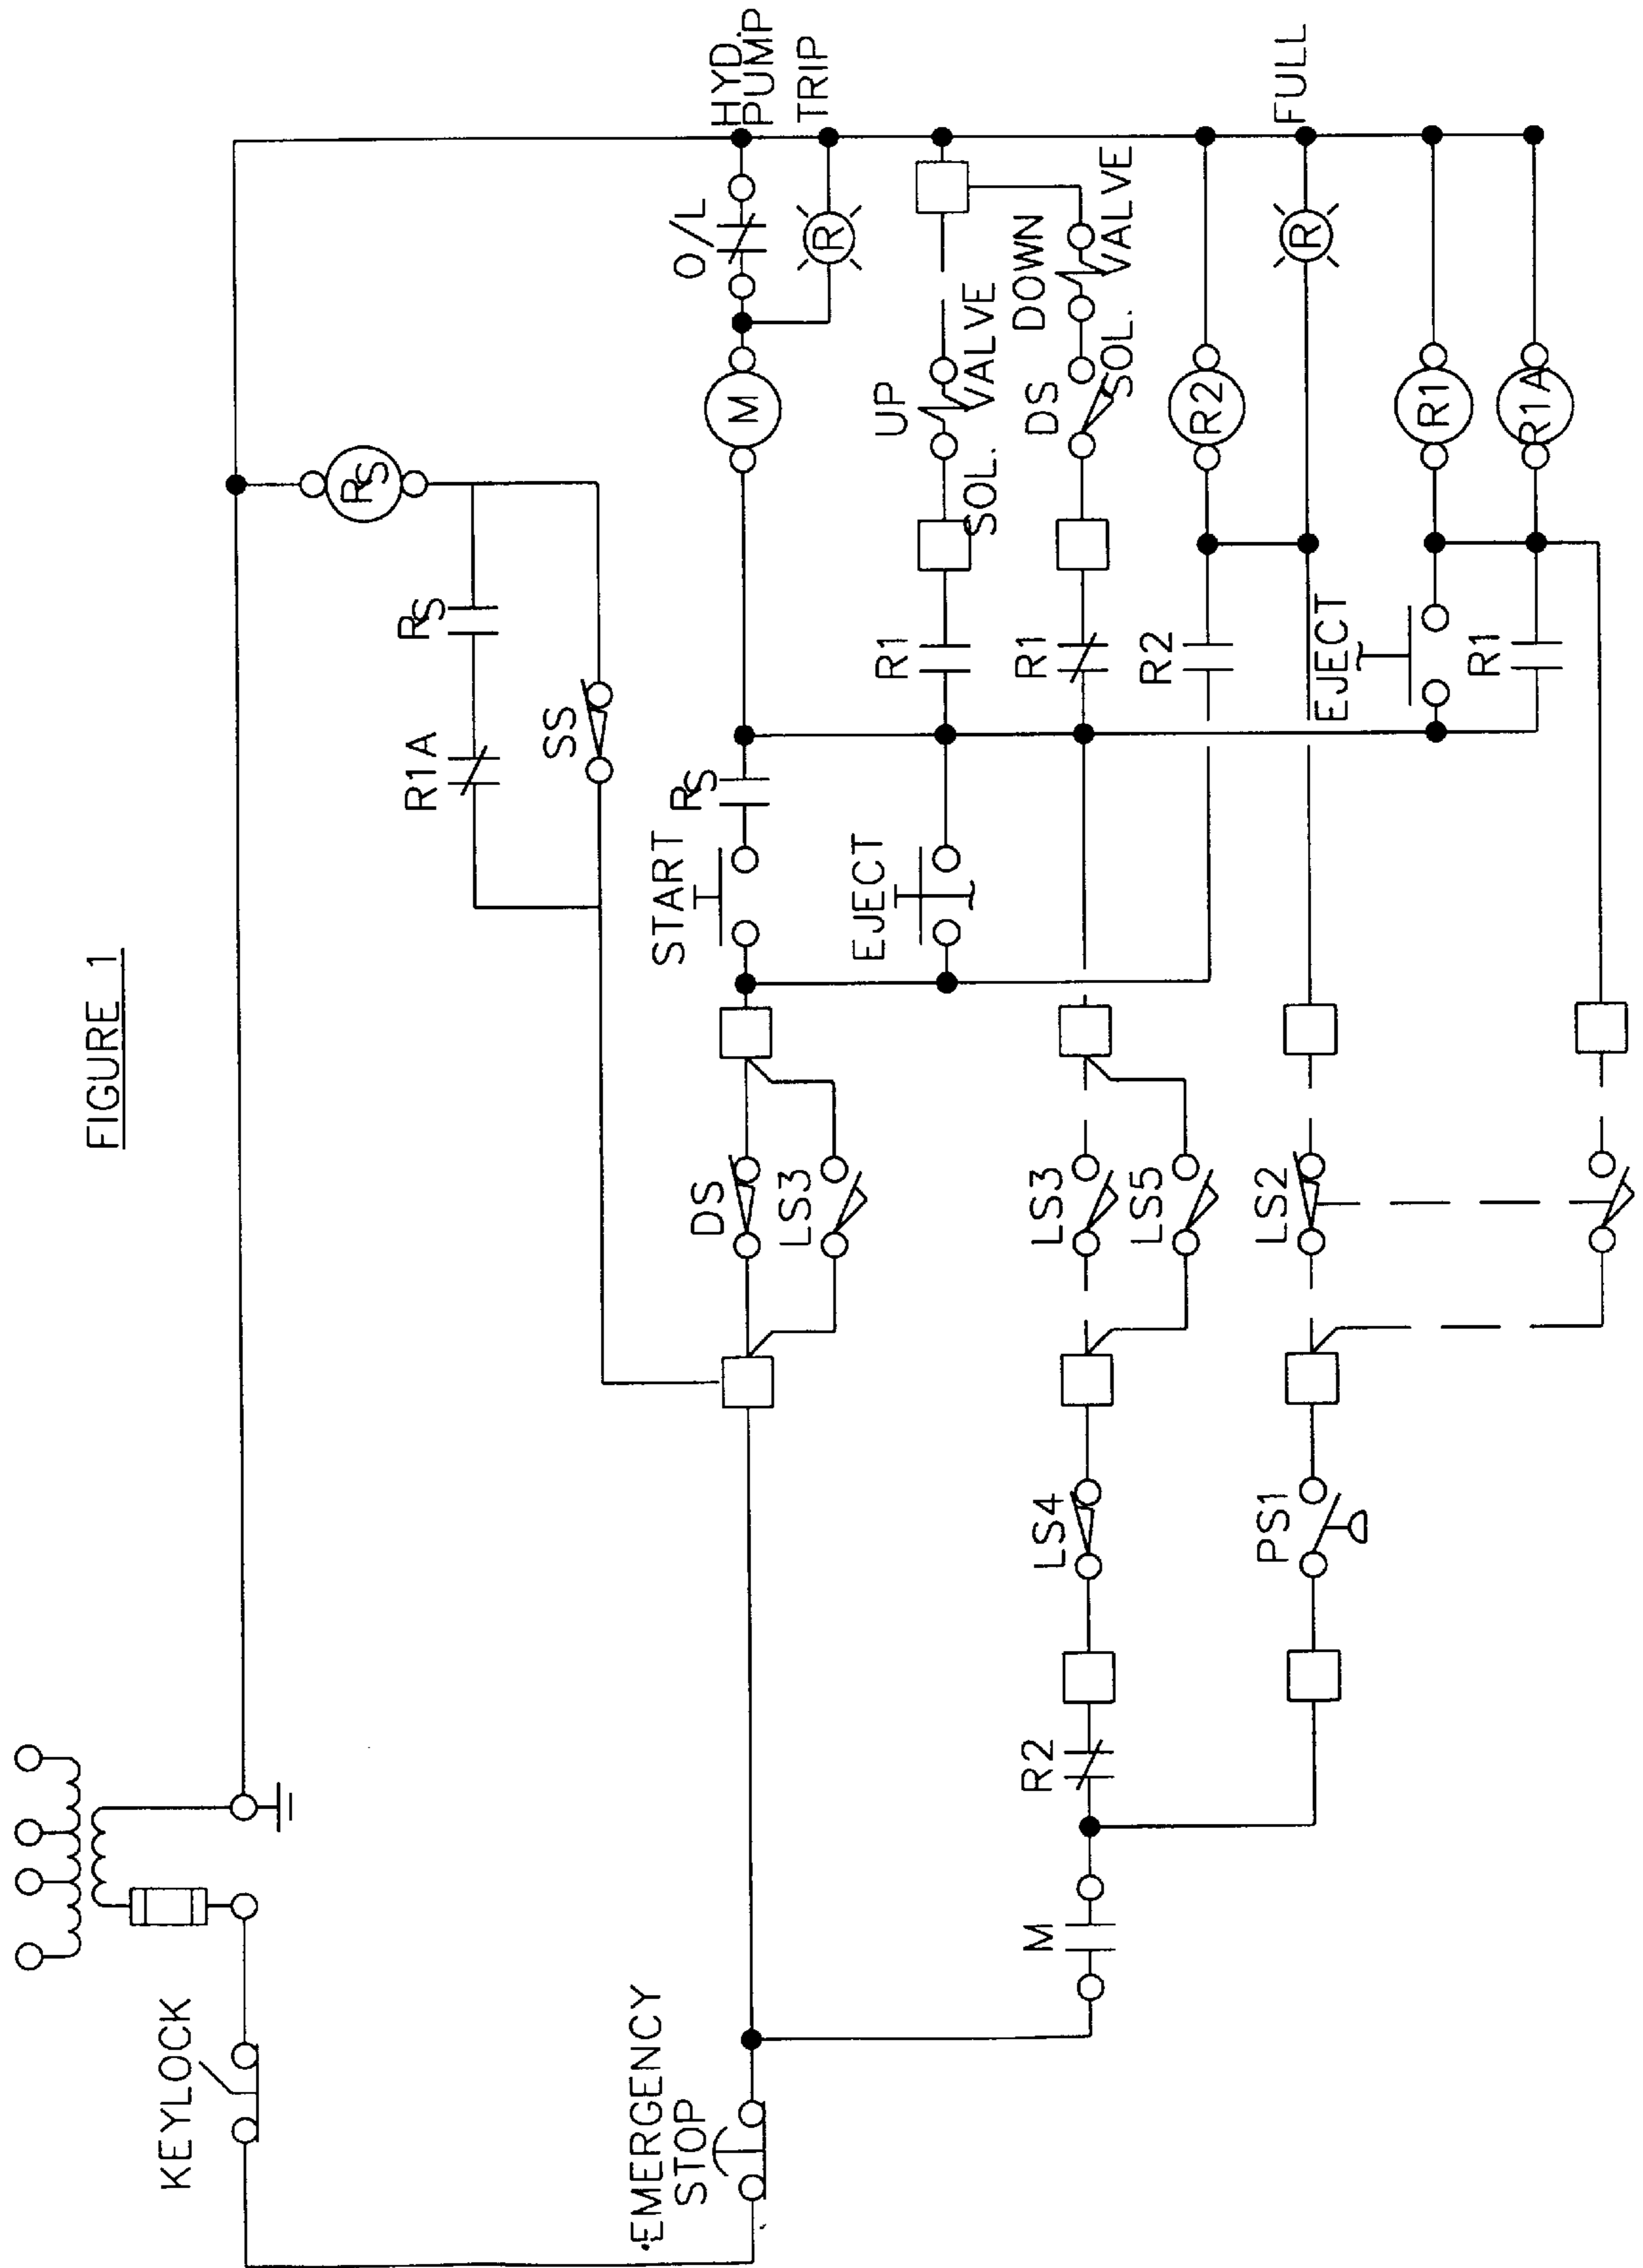 FIGURE 1
KEYLOCK
RS
RS
R1A
SS
·EMERGENCY
STOP
DS
LS3
START
RS
M
O/L
HYD.
PUMP
R
TRIP
EJECT
R1
UP
SOL. VALVE
M
R2
LS4
LS3
LS5
R1
DS
DOWN
SOL. VALVE
R2
R2
PS1
LS2
R
FULL
EJECT
R1
R1
R1A